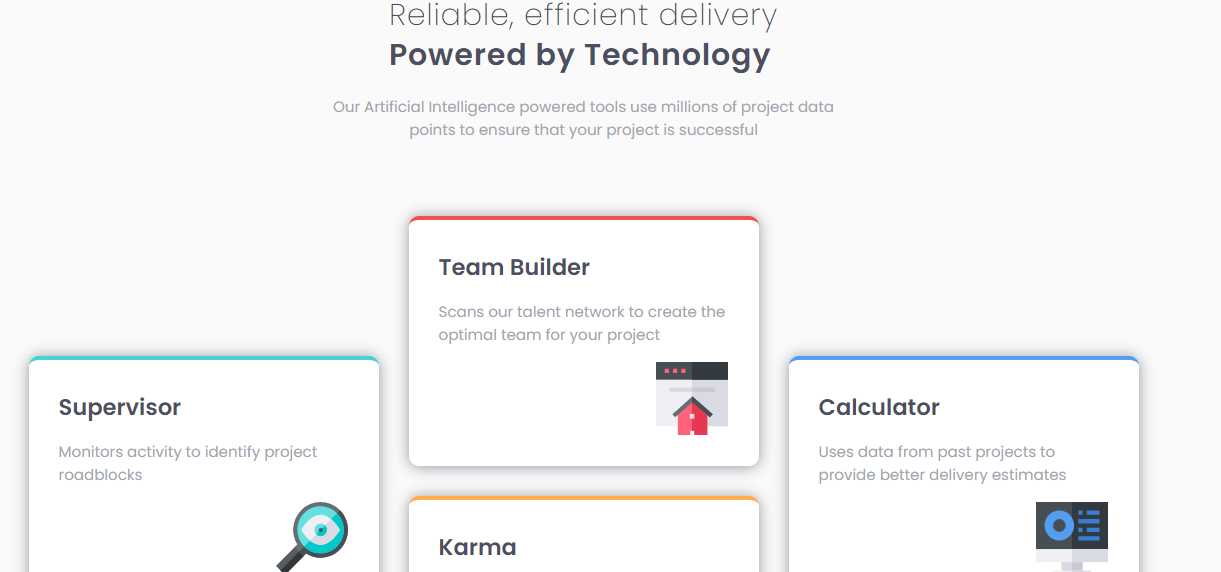 Reliable, efficient delivery
Powered by Technology
Our Artificial Intelligence powered tools use millions of project data
points to ensure that your project is successful
Team Builder
Scans our talent network to create the
optimal team for your project
Supervisor
Monitors activity to identify project
roadblocks
Calculator
Uses data from past projects to
provide better delivery estimates
Karma